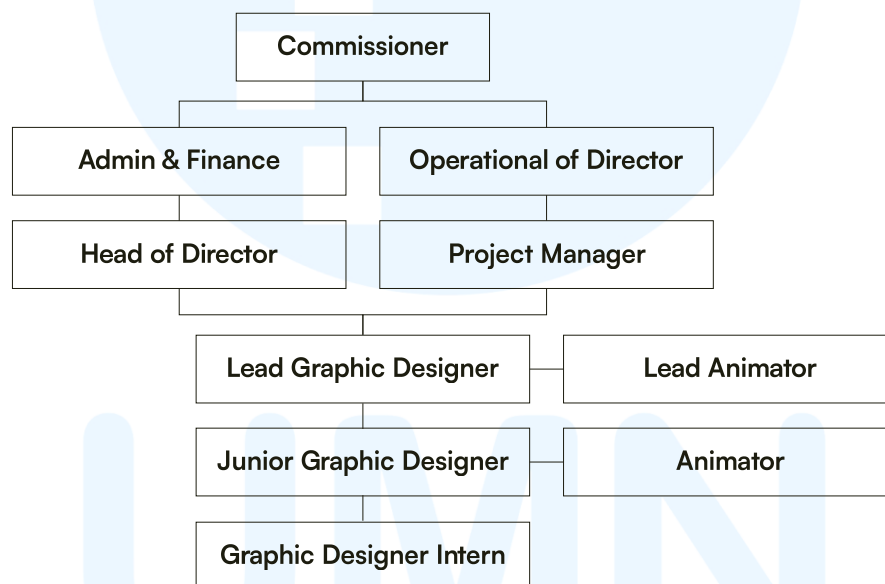 Commissioner
Admin & Finance
Operational of Director
Head of Director
Project Manager
Lead Graphic Designer
Lead Animator
Junior Graphic Designer
Animator
Graphic Designer Intern
UMN